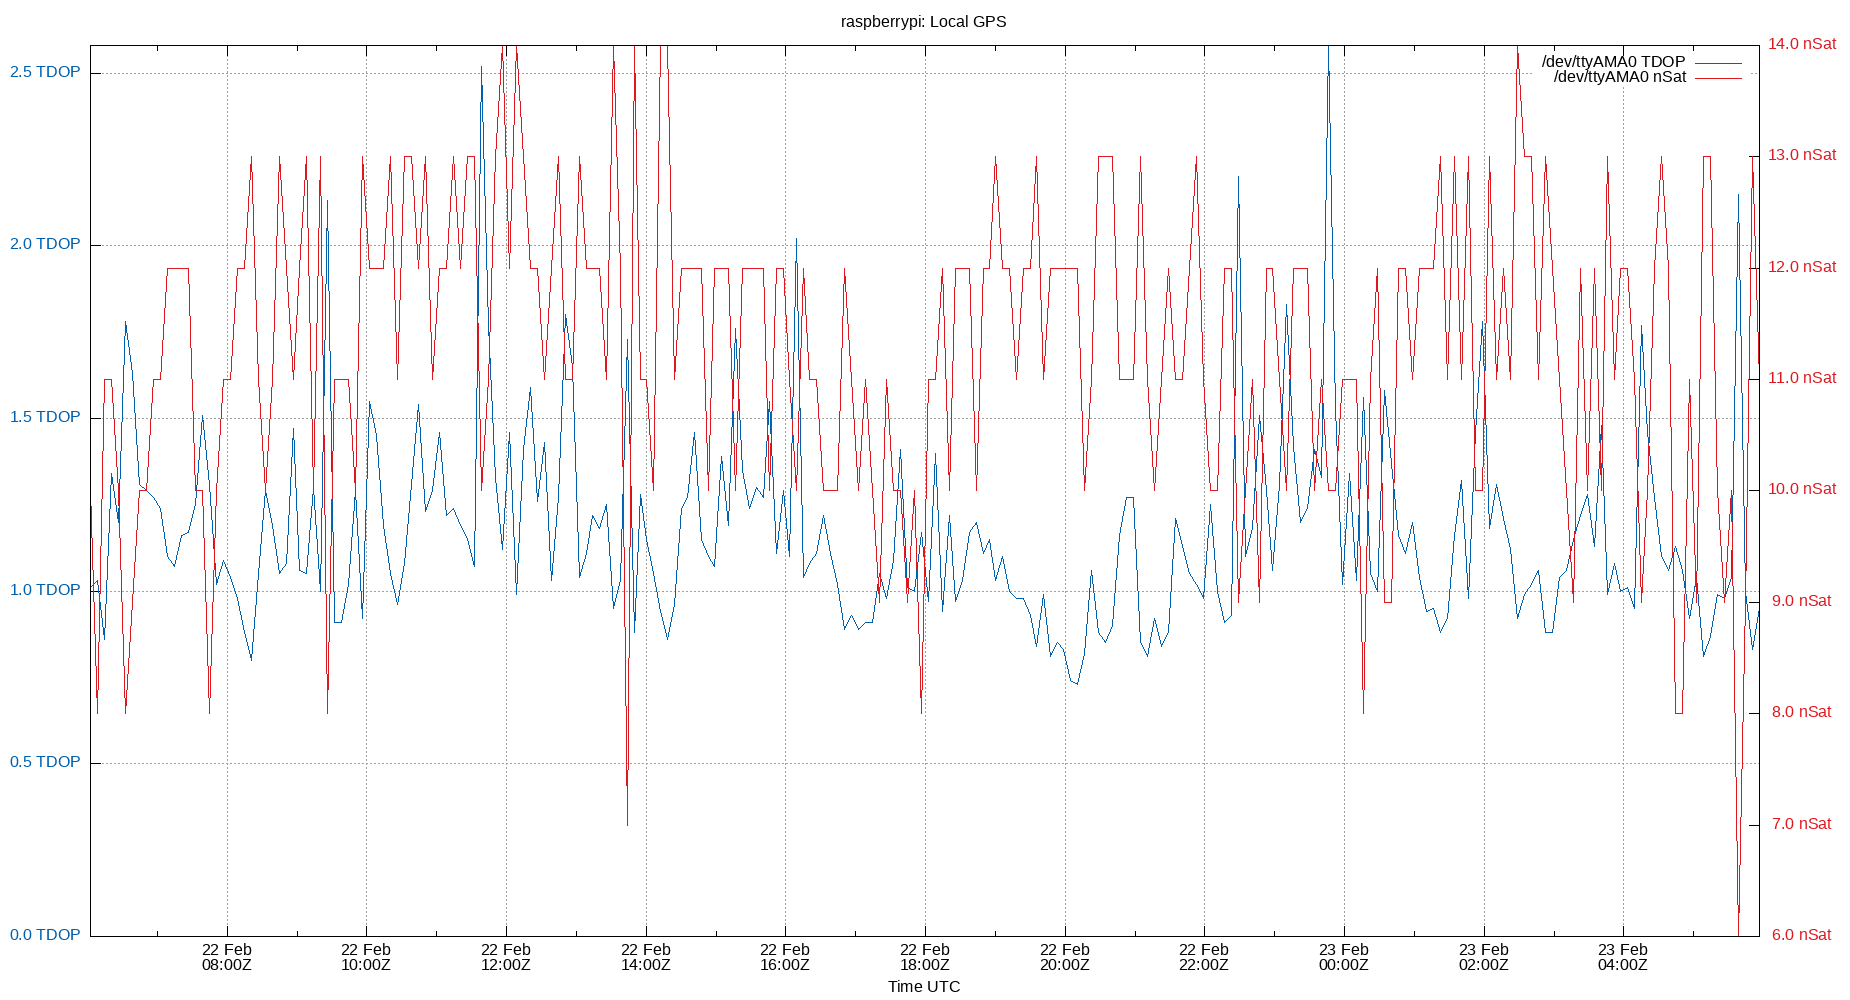 raspberrypi: Local GPS
14.0 nSat
2.5 TDOP
/dev/ttyAMA0 TDOP
/dev/ttyAMA0 nSat
13.0 nSat
2.0 TDOP
12.0 nSat
11.0 nSat
1.5 TDOP
10.0 nSat
1.0 TDOP
9.0 nSat
8.0 nSat
0.5 TDOP
7.0 nSat
0.0 TDOP
6.0 nSat
22 Feb
08:00Z
22 Feb
10:00Z
22 Feb
12:00Z
22 Feb
14:00Z
22 Feb
16:00Z
22 Feb
18:00Z
22 Feb
20:00Z
22 Feb
22:00Z
23 Feb
00:00Z
23 Feb
02:00Z
23 Feb
04:00Z
Time UTC